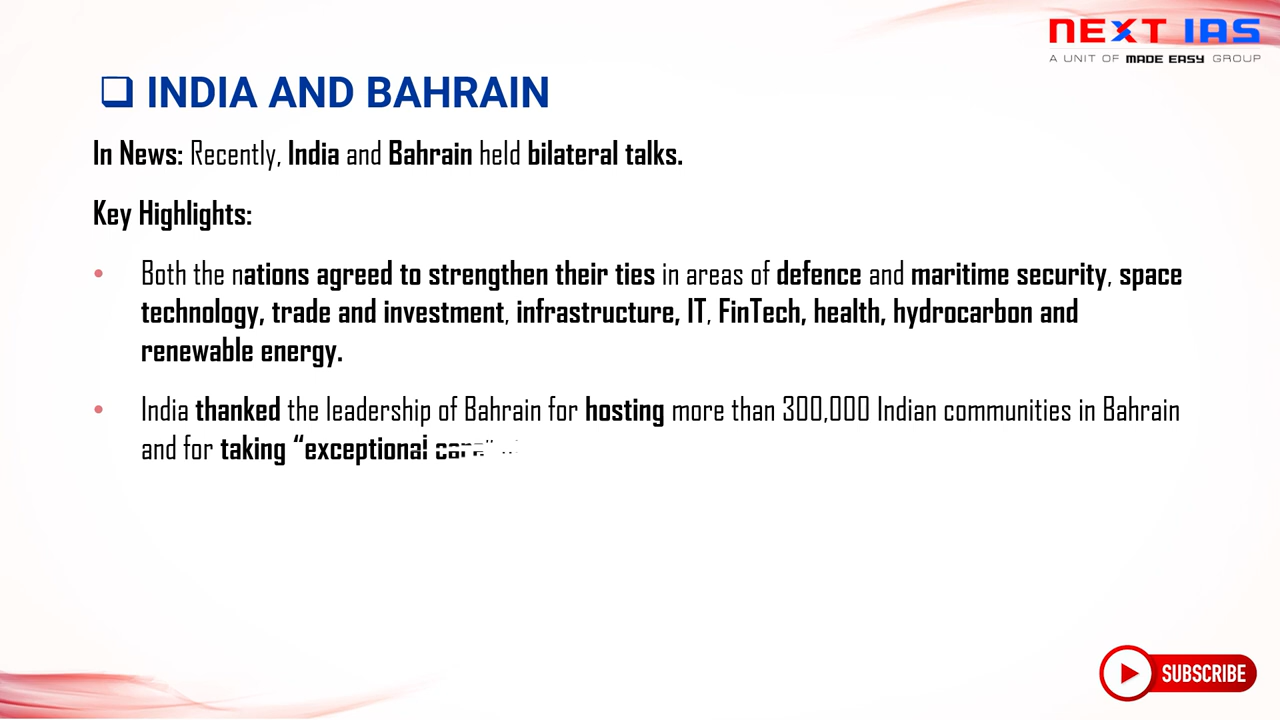 NEXT IAS
A UNIT OF MADE EASY GROUP
INDIA AND BAHRAIN
In News: Recently, India and Bahrain held bilateral talks.
Key Highlights:
• Both the nations agreed to strengthen their ties in areas of defence and maritime security, space
technology, trade and investment, infrastructure, IT, FinTech, health, hydrocarbon and
renewable energy.
• India thanked the leadership of Bahrain for hosting more than 300,000 Indian communities in Bahrain
and for taking “exceptional care”
SUBSCRIBE